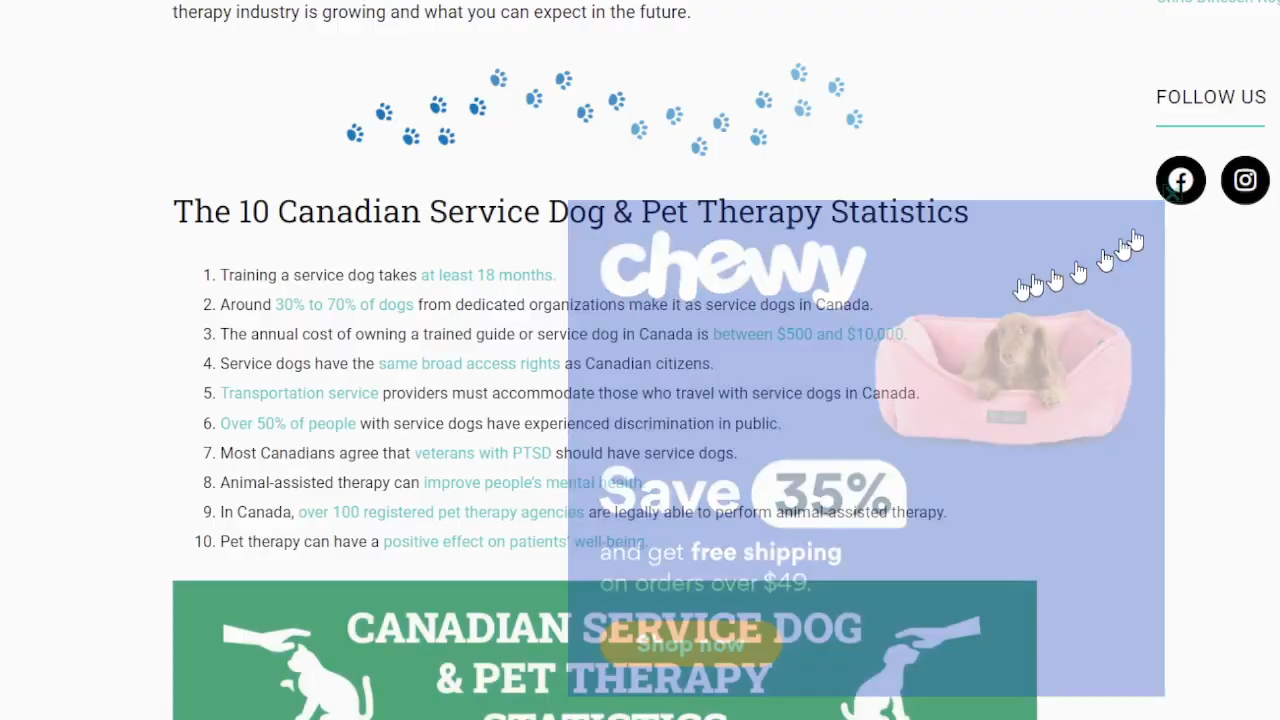 Chris Dinesen Rog
therapy industry is growing and what you can expect in the future.
FOLLOW US
The 10 Canadian Service Dog & Pet Therapy Statistics
1. Training a service dog takes at least 18 months.
2. Around 30% to 70% of dogs from dedicated organizations make it as service dogs in Canada.
3. The annual cost of owning a trained guide or service dog in Canada is between $500 and $10,000.
4. Service dogs have the same broad access rights as Canadian citizens.
5. Transportation service providers must accommodate those who travel with service dogs in Canada.
6. Over 50% of people with service dogs have experienced discrimination in public.
7. Most Canadians agree that veterans with PTSD should have service dogs.
8. Animal-assisted therapy can improve people's mental health.
9. In Canada, over 100 registered pet therapy agencies are legally able to perform animal-assisted therapy.
10. Pet therapy can have a positive effect on patients' well-being.
chewy
Save 35%
and get free shipping
on orders over $49.
Shop now
CANADIAN SERVICE DOG
& PET THERAPY
STATISTICS